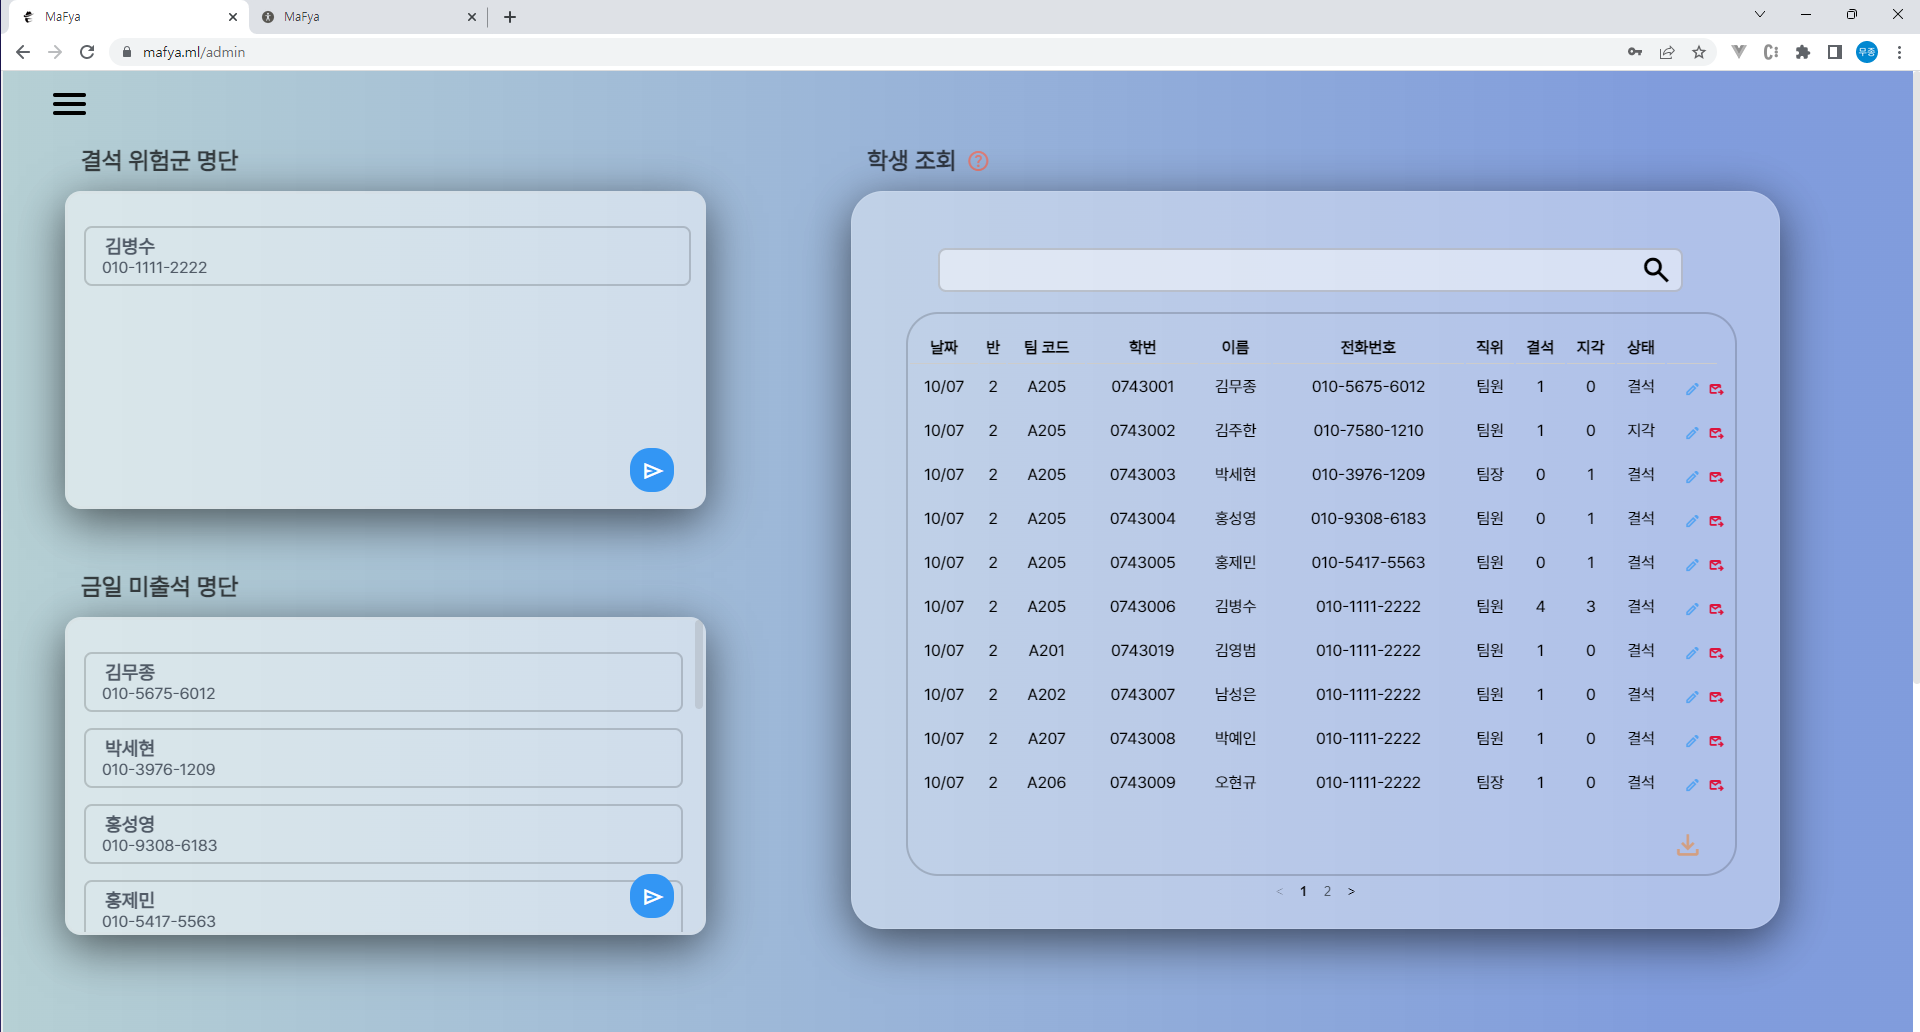 MaFya
MaFya
mafya.ml/admin
무종
결석 위험군 명단
김병수
010-1111-2222
금일 미출석 명단
김무종
010-5675-6012
박세현
010-3976-1209
홍성영
010-9308-6183
홍제민
010-5417-5563
학생 조회 ?
날짜 반 팀 코드 학번 이름 전화번호 직위 결석 지각 상태
10/07 2 A205 0743001 김무종 010-5675-6012 팀원 1 0 결석
10/07 2 A205 0743002 김주한 010-7580-1210 팀원 1 0 지각
10/07 2 A205 0743003 박세현 010-3976-1209 팀장 0 1 결석
10/07 2 A205 0743004 홍성영 010-9308-6183 팀원 0 1 결석
10/07 2 A205 0743005 홍제민 010-5417-5563 팀원 0 1 결석
10/07 2 A205 0743006 김병수 010-1111-2222 팀원 4 3 결석
10/07 2 A201 0743019 김영범 010-1111-2222 팀원 1 0 결석
10/07 2 A202 0743007 남성은 010-1111-2222 팀원 1 0 결석
10/07 2 A207 0743008 박예인 010-1111-2222 팀원 1 0 결석
10/07 2 A206 0743009 오현규 010-1111-2222 팀장 1 0 결석
< 1 2 >